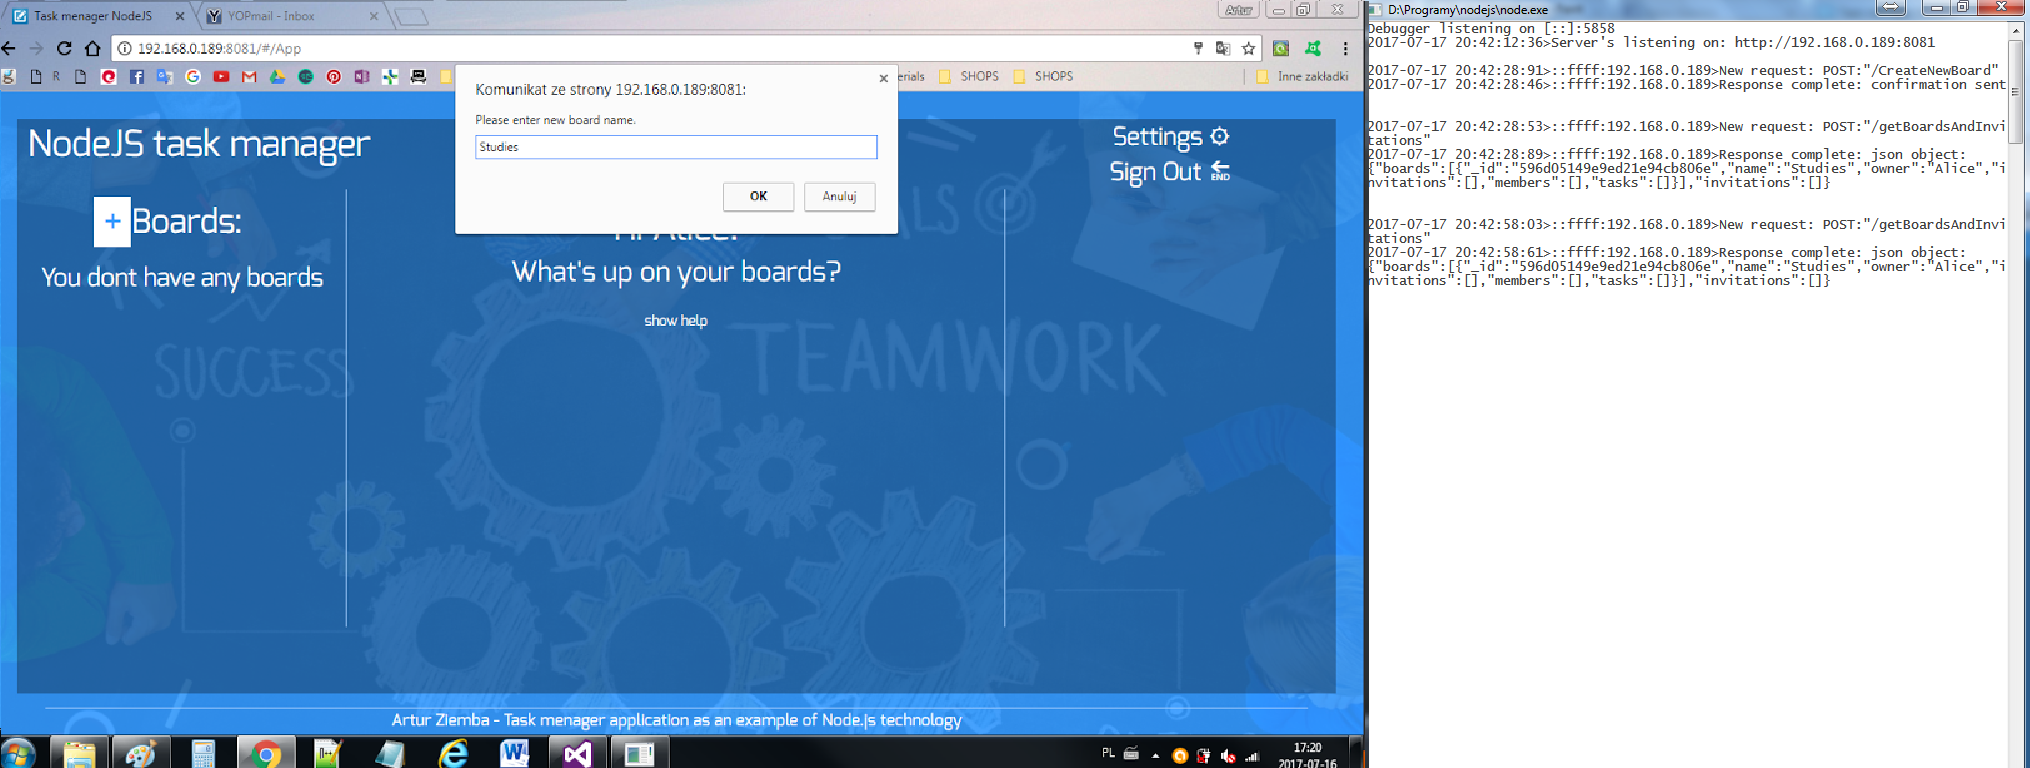 Task menager NodeJS
YOPmail - Inbox
Artur
192.168.0.189:8081/#/App
R
erials
SHOPS
SHOPS
Inne zakładki
Komunikat ze strony 192.168.0.189:8081:
Please enter new board name.
Studies
OK
Anuluj
NodeJS task manager
Settings
Sign Out
END
+
Boards:
You dont have any boards
What's up on your boards?
show help
SUCCESS
TEAMWORK
Artur Ziemba - Task menager application as an example of Node.js technology
PL
17:20
2017-07-16
D:\Programy\nodejs\node.exe
Debugger listening on [::]:5858
2017-07-17 20:42:12:36>Server's listening on: http://192.168.0.189:8081
2017-07-17 20:42:28:91>::ffff:192.168.0.189>New request: POST:"/CreateNewBoard"
2017-07-17 20:42:28:46>::ffff:192.168.0.189>Response complete: confirmation sent
2017-07-17 20:42:28:53>::ffff:192.168.0.189>New request: POST:"/getBoardsAndInvi
tations"
2017-07-17 20:42:28:89>::ffff:192.168.0.189>Response complete: json object:
{"boards":[{"_id":"596d05149e9ed21e94cb806e","name":"Studies","owner":"Alice","i
nvitations":[],"members":[],"tasks":[]}],"invitations":[]}
2017-07-17 20:42:58:03>::ffff:192.168.0.189>New request: POST:"/getBoardsAndInvi
tations"
2017-07-17 20:42:58:61>::ffff:192.168.0.189>Response complete: json object:
{"boards":[{"_id":"596d05149e9ed21e94cb806e","name":"Studies","owner":"Alice","i
nvitations":[],"members":[],"tasks":[]}],"invitations":[]}